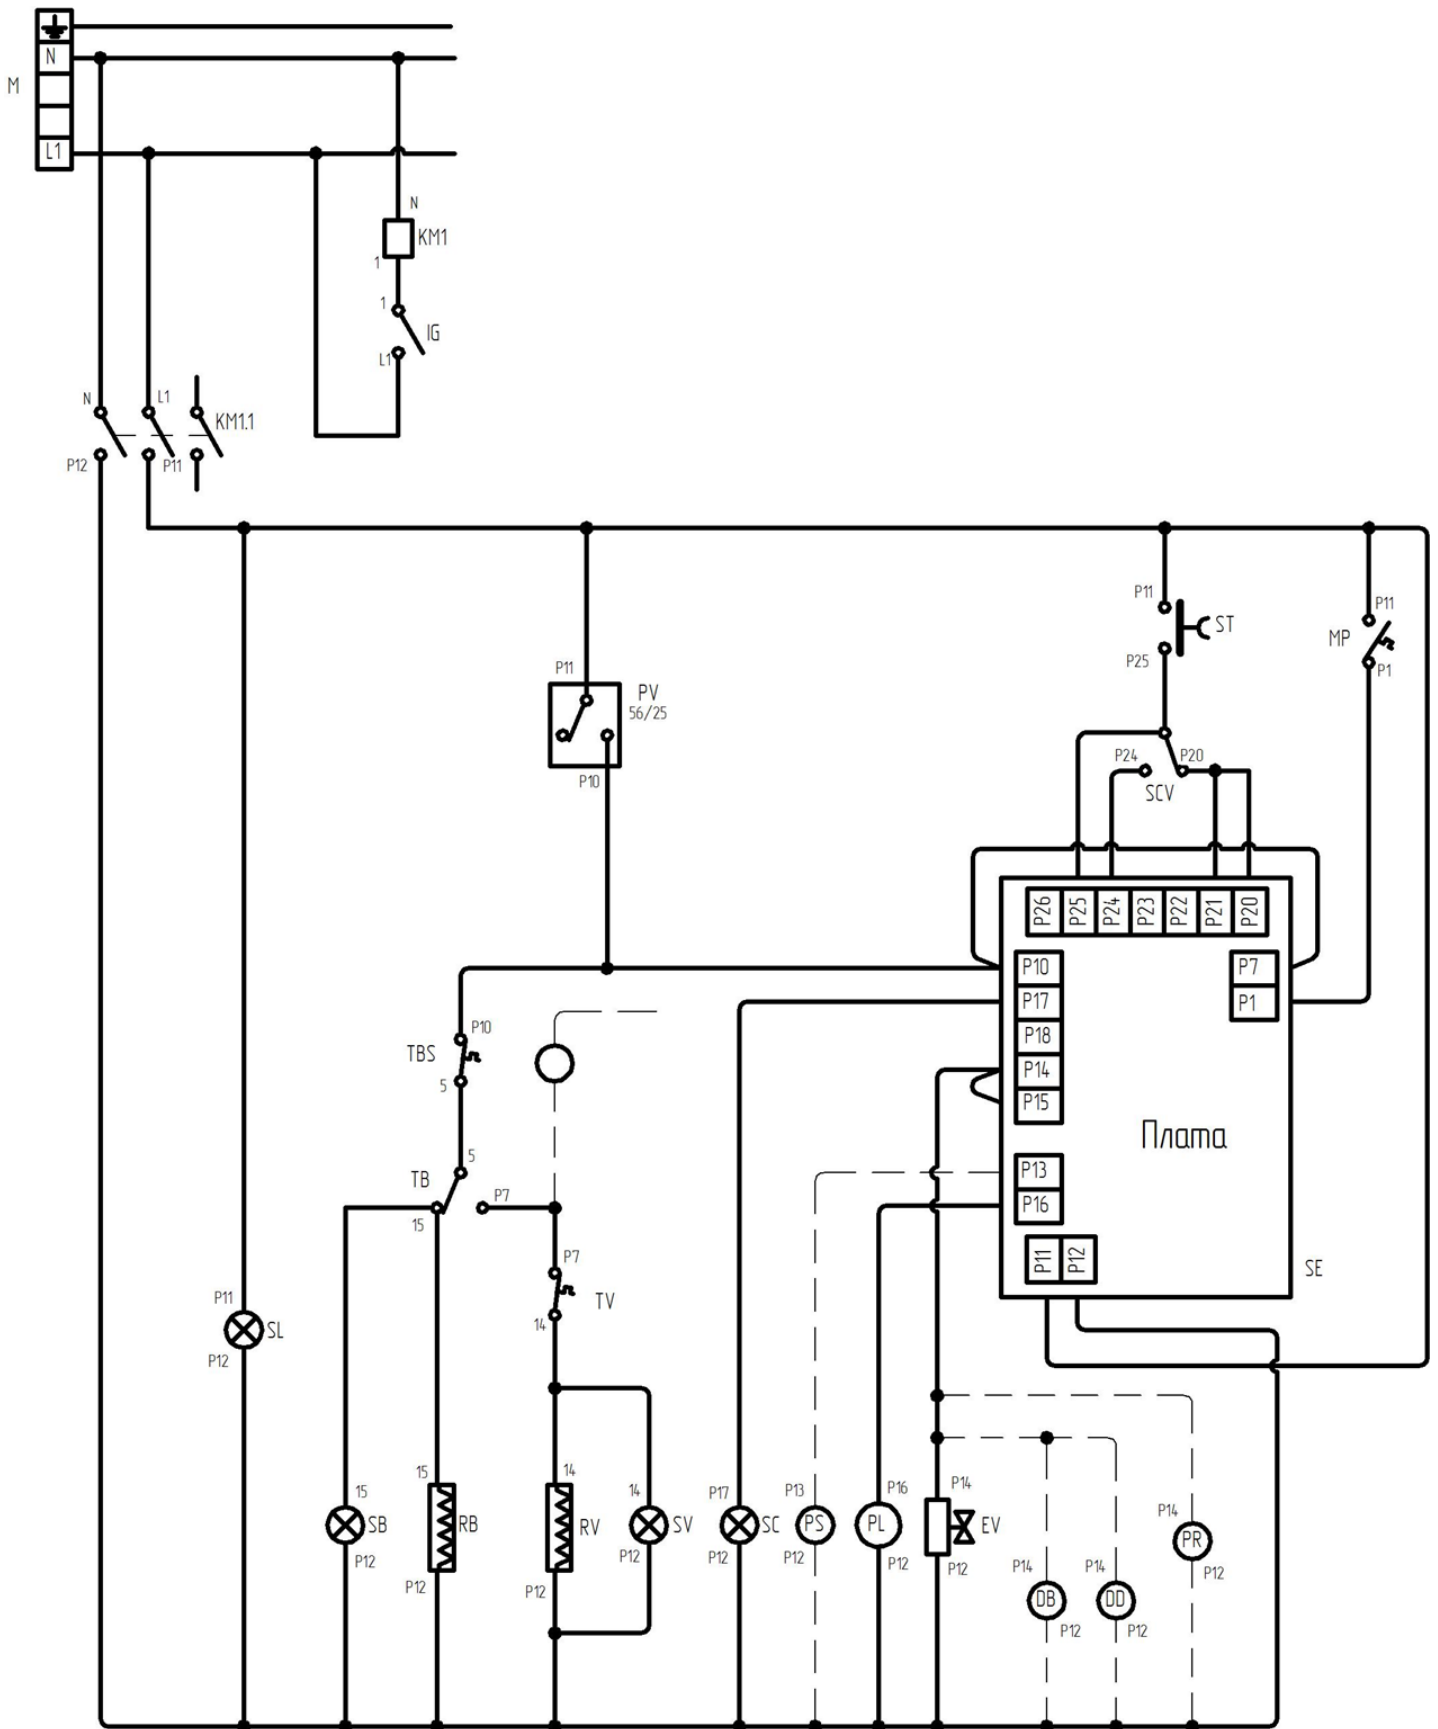 N
M
L1
N
KM1
1
1
IG
L1
N
L1
KM1.1
P12
P11
P11
ST
P25
P11
MP
P1
P11
PV
56/25
P10
P24
P20
SCV
P26
P25
P24
P23
P22
P21
P20
P10
P17
P18
P14
P15
P7
P1
Плата
P13
P16
P11
P12
SE
P10
TBS
5
5
TB
15
P7
P7
TV
14
P11
SL
P12
15
SB
P12
15
RB
P12
14
RV
P12
14
SV
P12
P17
SC
P12
P13
PS
P12
P16
PL
P12
P14
EV
P12
P14
DB
P12
P14
DD
P12
P14
PR
P12